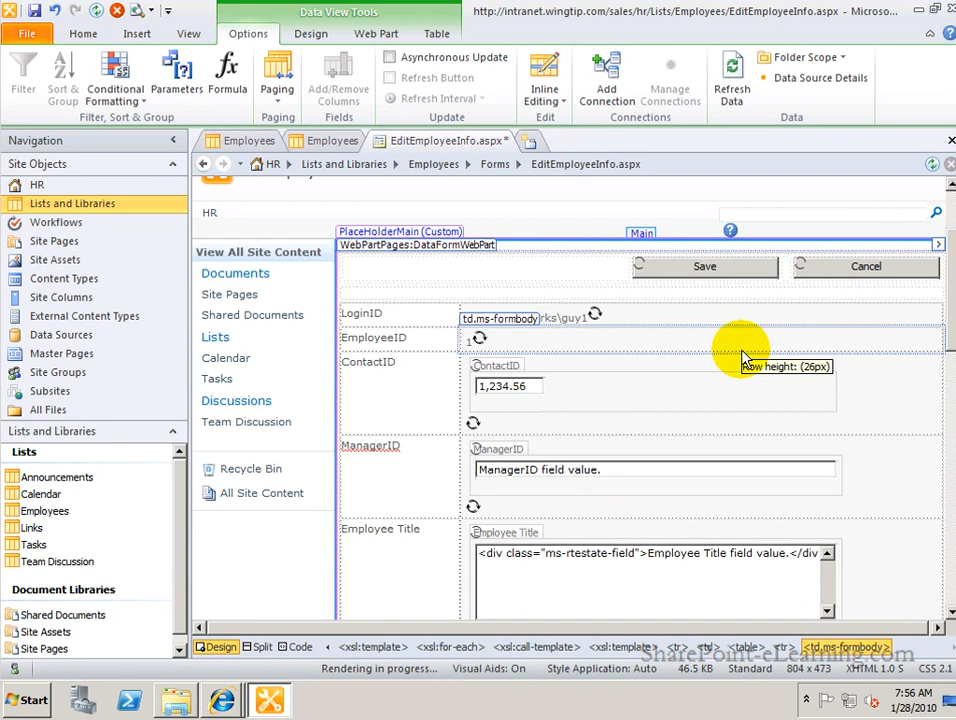 Data View Tools
http://intranet.wingtip.com/sales/hr/Lists/Employees/EditEmployeeInfo.aspx - Microso...
File Home Insert View Options Design Web Part Table
Filter
Sort & Group
Conditional Formatting
Parameters
Formula
Filter, Sort & Group
Paging
Paging
Add/Remove Columns
Fields
Asynchronous Update
Refresh Button
Refresh Interval
Update
Inline Editing
Edit
Add Connection
Manage Connections
Connections
Refresh Data
Folder Scope
Data Source Details
Data
Navigation
Employees Employees EditEmployeeInfo.aspx*
Site Objects
HR Lists and Libraries Employees Forms EditEmployeeInfo.aspx
HR
Lists and Libraries
Workflows
Site Pages
Site Assets
Content Types
Site Columns
External Content Types
Data Sources
Master Pages
Site Groups
Subsites
All Files
Lists and Libraries
Lists
Announcements
Calendar
Employees
Links
Tasks
Team Discussion
Document Libraries
Shared Documents
Site Assets
Site Pages
HR
View All Site Content
Documents
Site Pages
Shared Documents
Lists
Calendar
Tasks
Discussions
Team Discussion
Recycle Bin
All Site Content
PlaceHolderMain (Custom)
Main
WebPartPages:DataFormWebPart
Save Cancel
LoginID
td.ms-formbody rks\guy1
EmployeeID 1
Row height: (26px)
ContactID
ContactID
1,234.56
ManagerID
ManagerID
ManagerID field value.
Employee Title
Employee Title
<div class="ms-rtestate-field">Employee Title field value.</div
Design Split Code <xsl:template> <xsl:for-each> <xsl:call-template> <xsl:template> <tr> <td> <table> <tr> <td.ms-formbody>
SharePoint-eLearning.com
Rendering in progress... Visual Aids: On Style Application: Auto 46.5 KB 804 x 473 XHTML 1.0 S CSS 2.1
Start
7:56 AM
1/28/2010